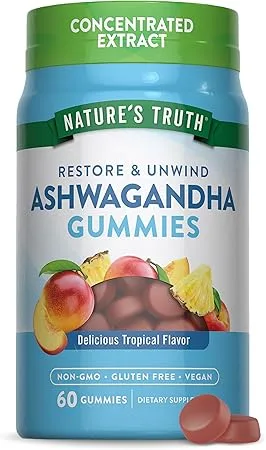 CONCENTRATED
EXTRACT
NATURE'S TRUTH®
RESTORE & UNWIND
ASHWAGANDHA
GUMMIES
Delicious Tropical Flavor
NON-GMO • GLUTEN FREE • VEGAN
60 GUMMIES
DIETARY